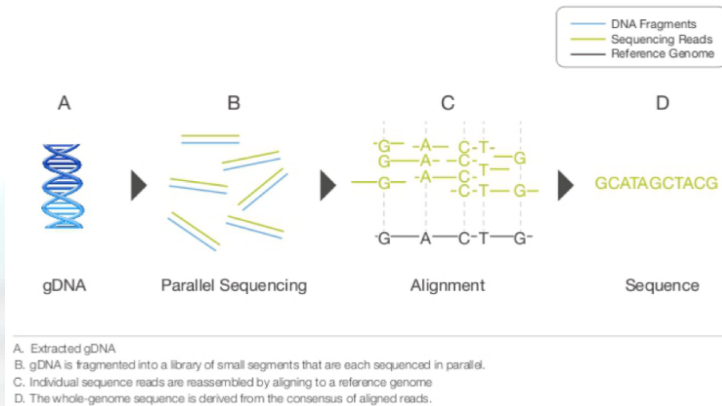 DNA Fragments
Sequencing Reads
Reference Genome
A B C D
-G- -A- -C-T-
G A- C G
-A- C T
G -C T G-
-G A C-T G-
GCATAGCTACG
gDNA Parallel Sequencing Alignment Sequence
A. Extracted gDNA
B. gDNA is fragmented into a library of small segments that are each sequenced in parallel.
C. Individual sequence reads are reassembled by aligning to a reference genome
D. The whole-genome sequence is derived from the consensus of aligned reads.